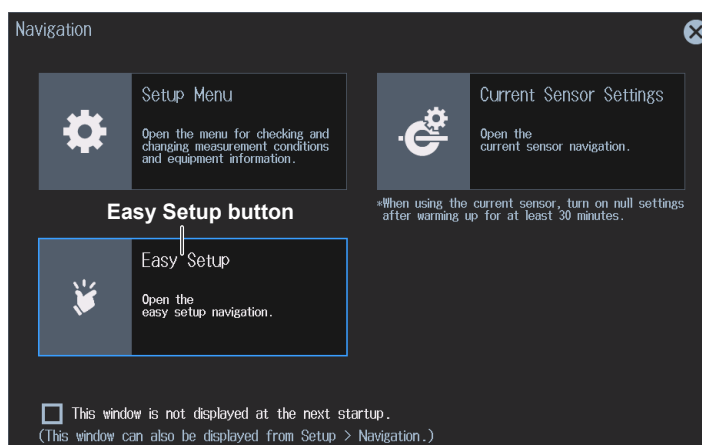 Navigation
Setup Menu
Open the menu for checking and
changing measurement conditions
and equipment information.
Current Sensor Settings
Open the
current sensor navigation.
*When using the current sensor, turn on null settings
after warming up for at least 30 minutes.
Easy Setup button
Easy Setup
Open the
easy setup navigation.
This window is not displayed at the next startup.
(This window can also be displayed from Setup > Navigation.)